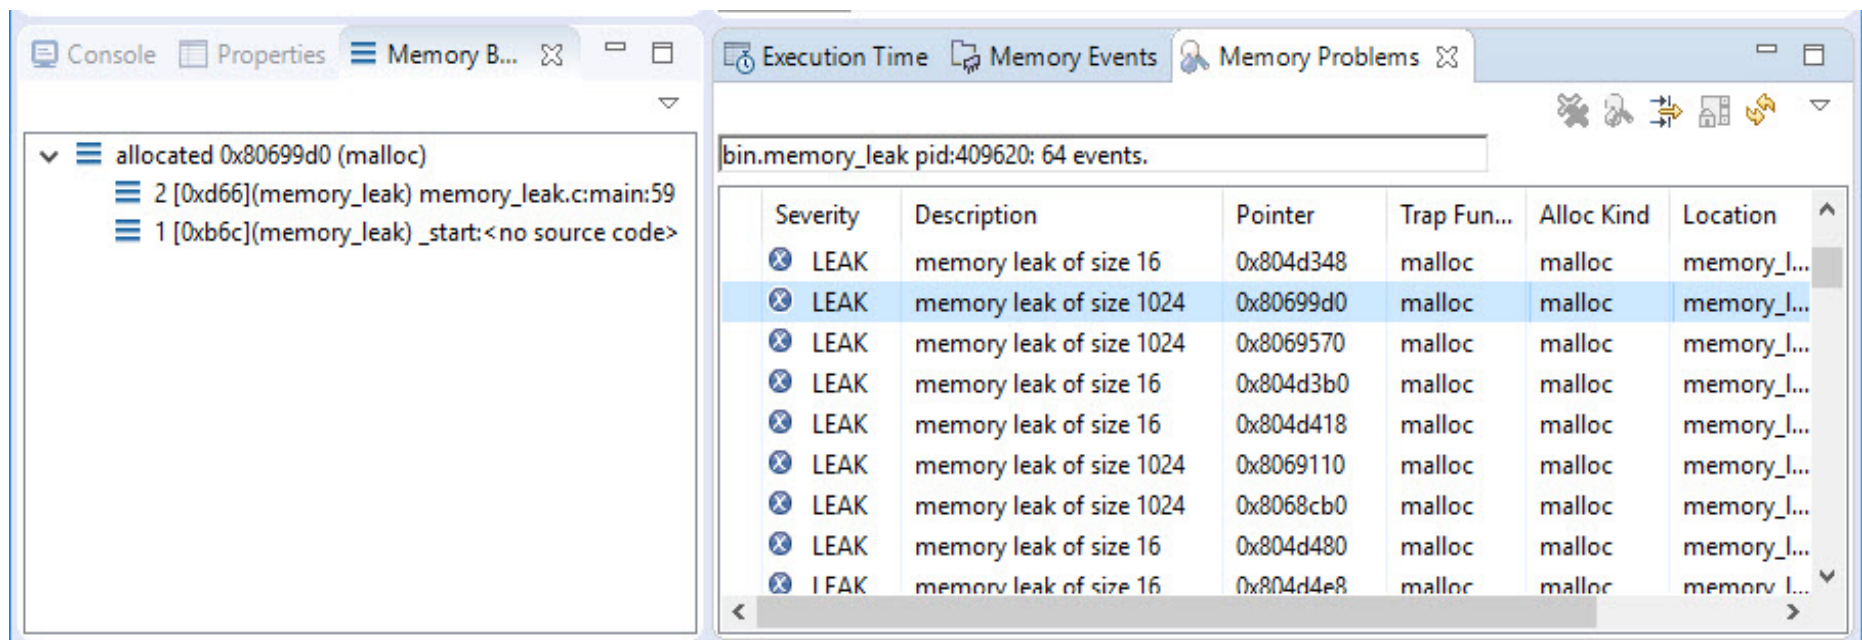 Console Properties Memory B...
allocated 0x80699d0 (malloc)
2 [0xd66](memory_leak) memory_leak.c:main:59
1 [0xb6c](memory_leak) _start:<no source code>
Execution Time Memory Events Memory Problems
bin.memory_leak pid:409620: 64 events.
Severity Description Pointer Trap Fun... Alloc Kind Location
LEAK memory leak of size 16 0x804d348 malloc malloc memory_l...
LEAK memory leak of size 1024 0x80699d0 malloc malloc memory_l...
LEAK memory leak of size 1024 0x8069570 malloc malloc memory_l...
LEAK memory leak of size 16 0x804d3b0 malloc malloc memory_l...
LEAK memory leak of size 16 0x804d418 malloc malloc memory_l...
LEAK memory leak of size 1024 0x8069110 malloc malloc memory_l...
LEAK memory leak of size 1024 0x8068cb0 malloc malloc memory_l...
LEAK memory leak of size 16 0x804d480 malloc malloc memory_l...
LEAK memory leak of size 16 0x804d4e8 malloc malloc memory_l...